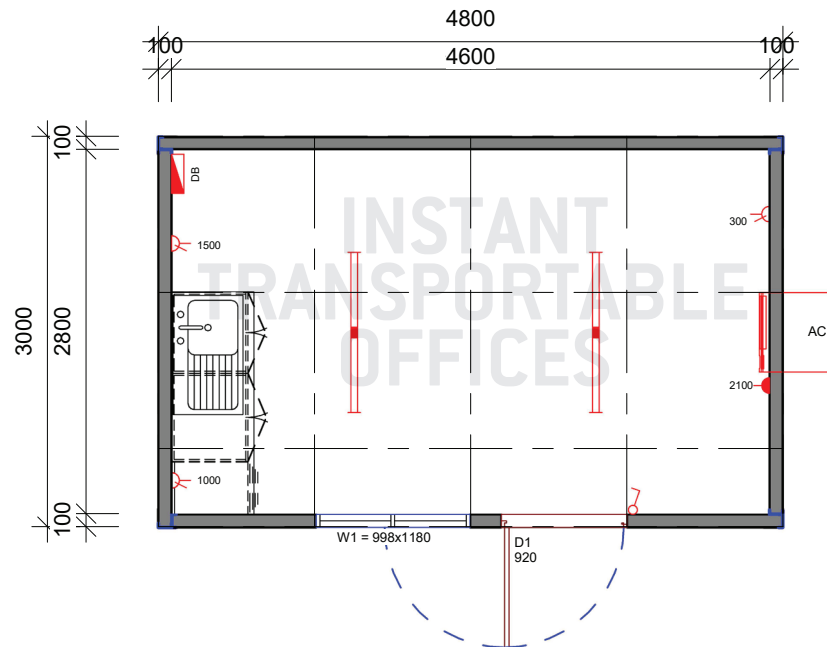 4800
100
4600
100
100
2800
3000
100
DB
1500
300
INSTANT
TRANSPORTABLE
OFFICES
AC
2100
1000
W1 = 998x1180
D1
920